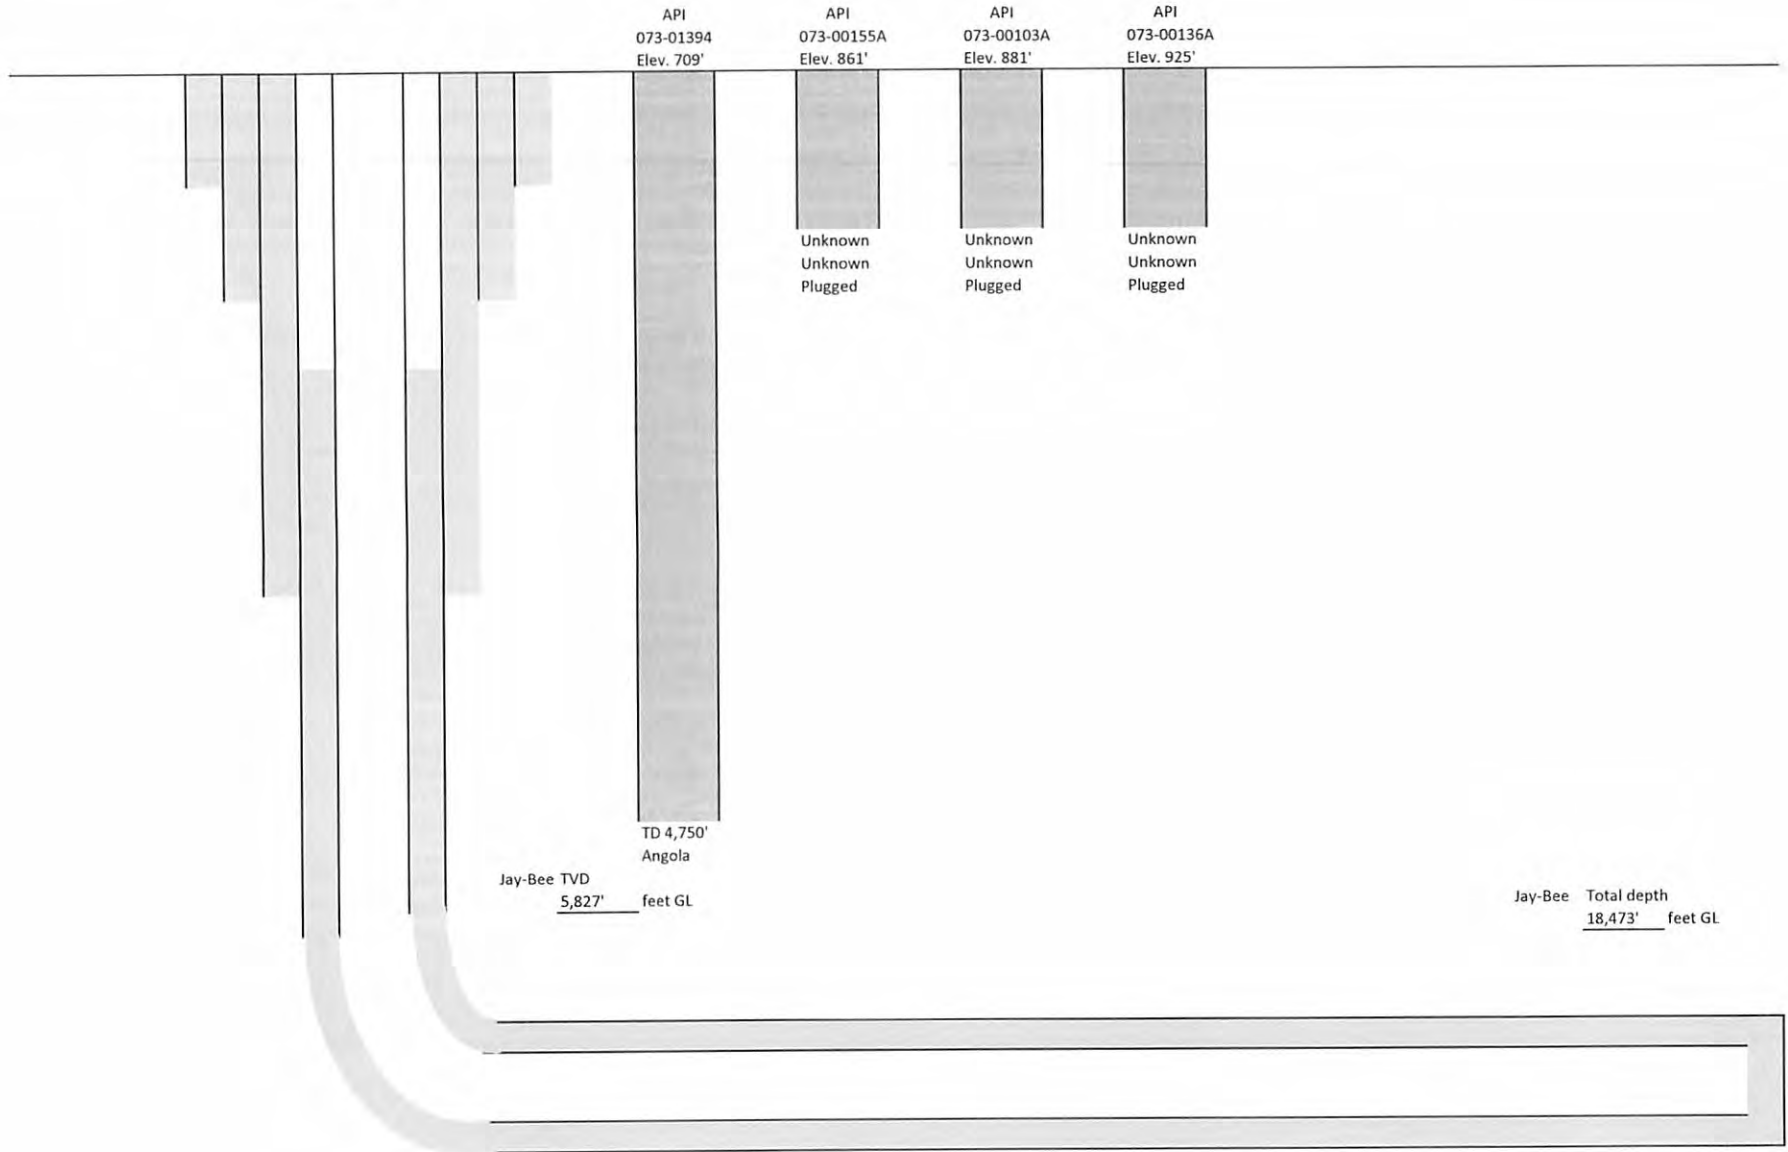 API
073-01394
Elev. 709'
API
073-00155A
Elev. 861'
API
073-00103A
Elev. 881'
API
073-00136A
Elev. 925'
Unknown
Unknown
Plugged
Unknown
Unknown
Plugged
Unknown
Unknown
Plugged
TD 4,750'
Angola
Jay-Bee TVD
5,827' feet GL
Jay-Bee Total depth
18,473' feet GL